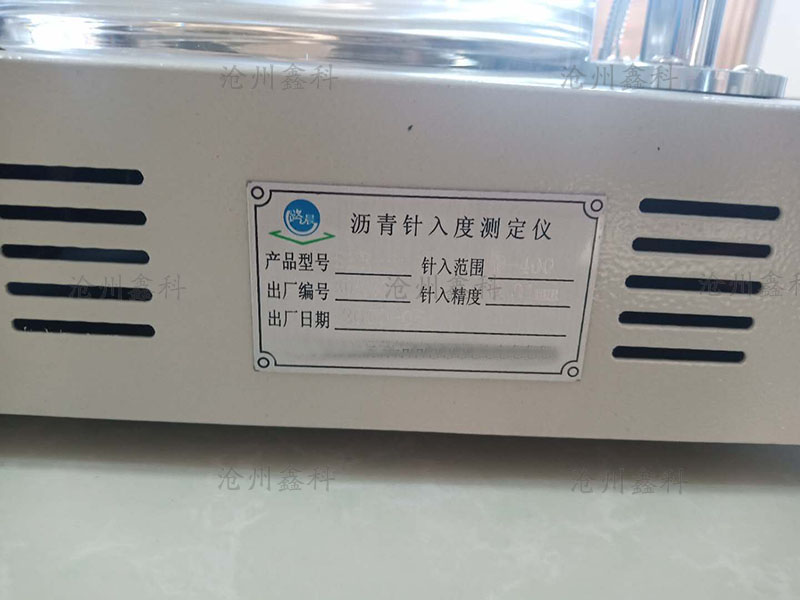 沧州鑫科 沧州鑫科
路晨
沥青针入度测定仪
产品型号 针入范围
出厂编号 针入精度
出厂日期
沧州鑫科 沧州鑫科
沧州鑫科 沧州鑫科